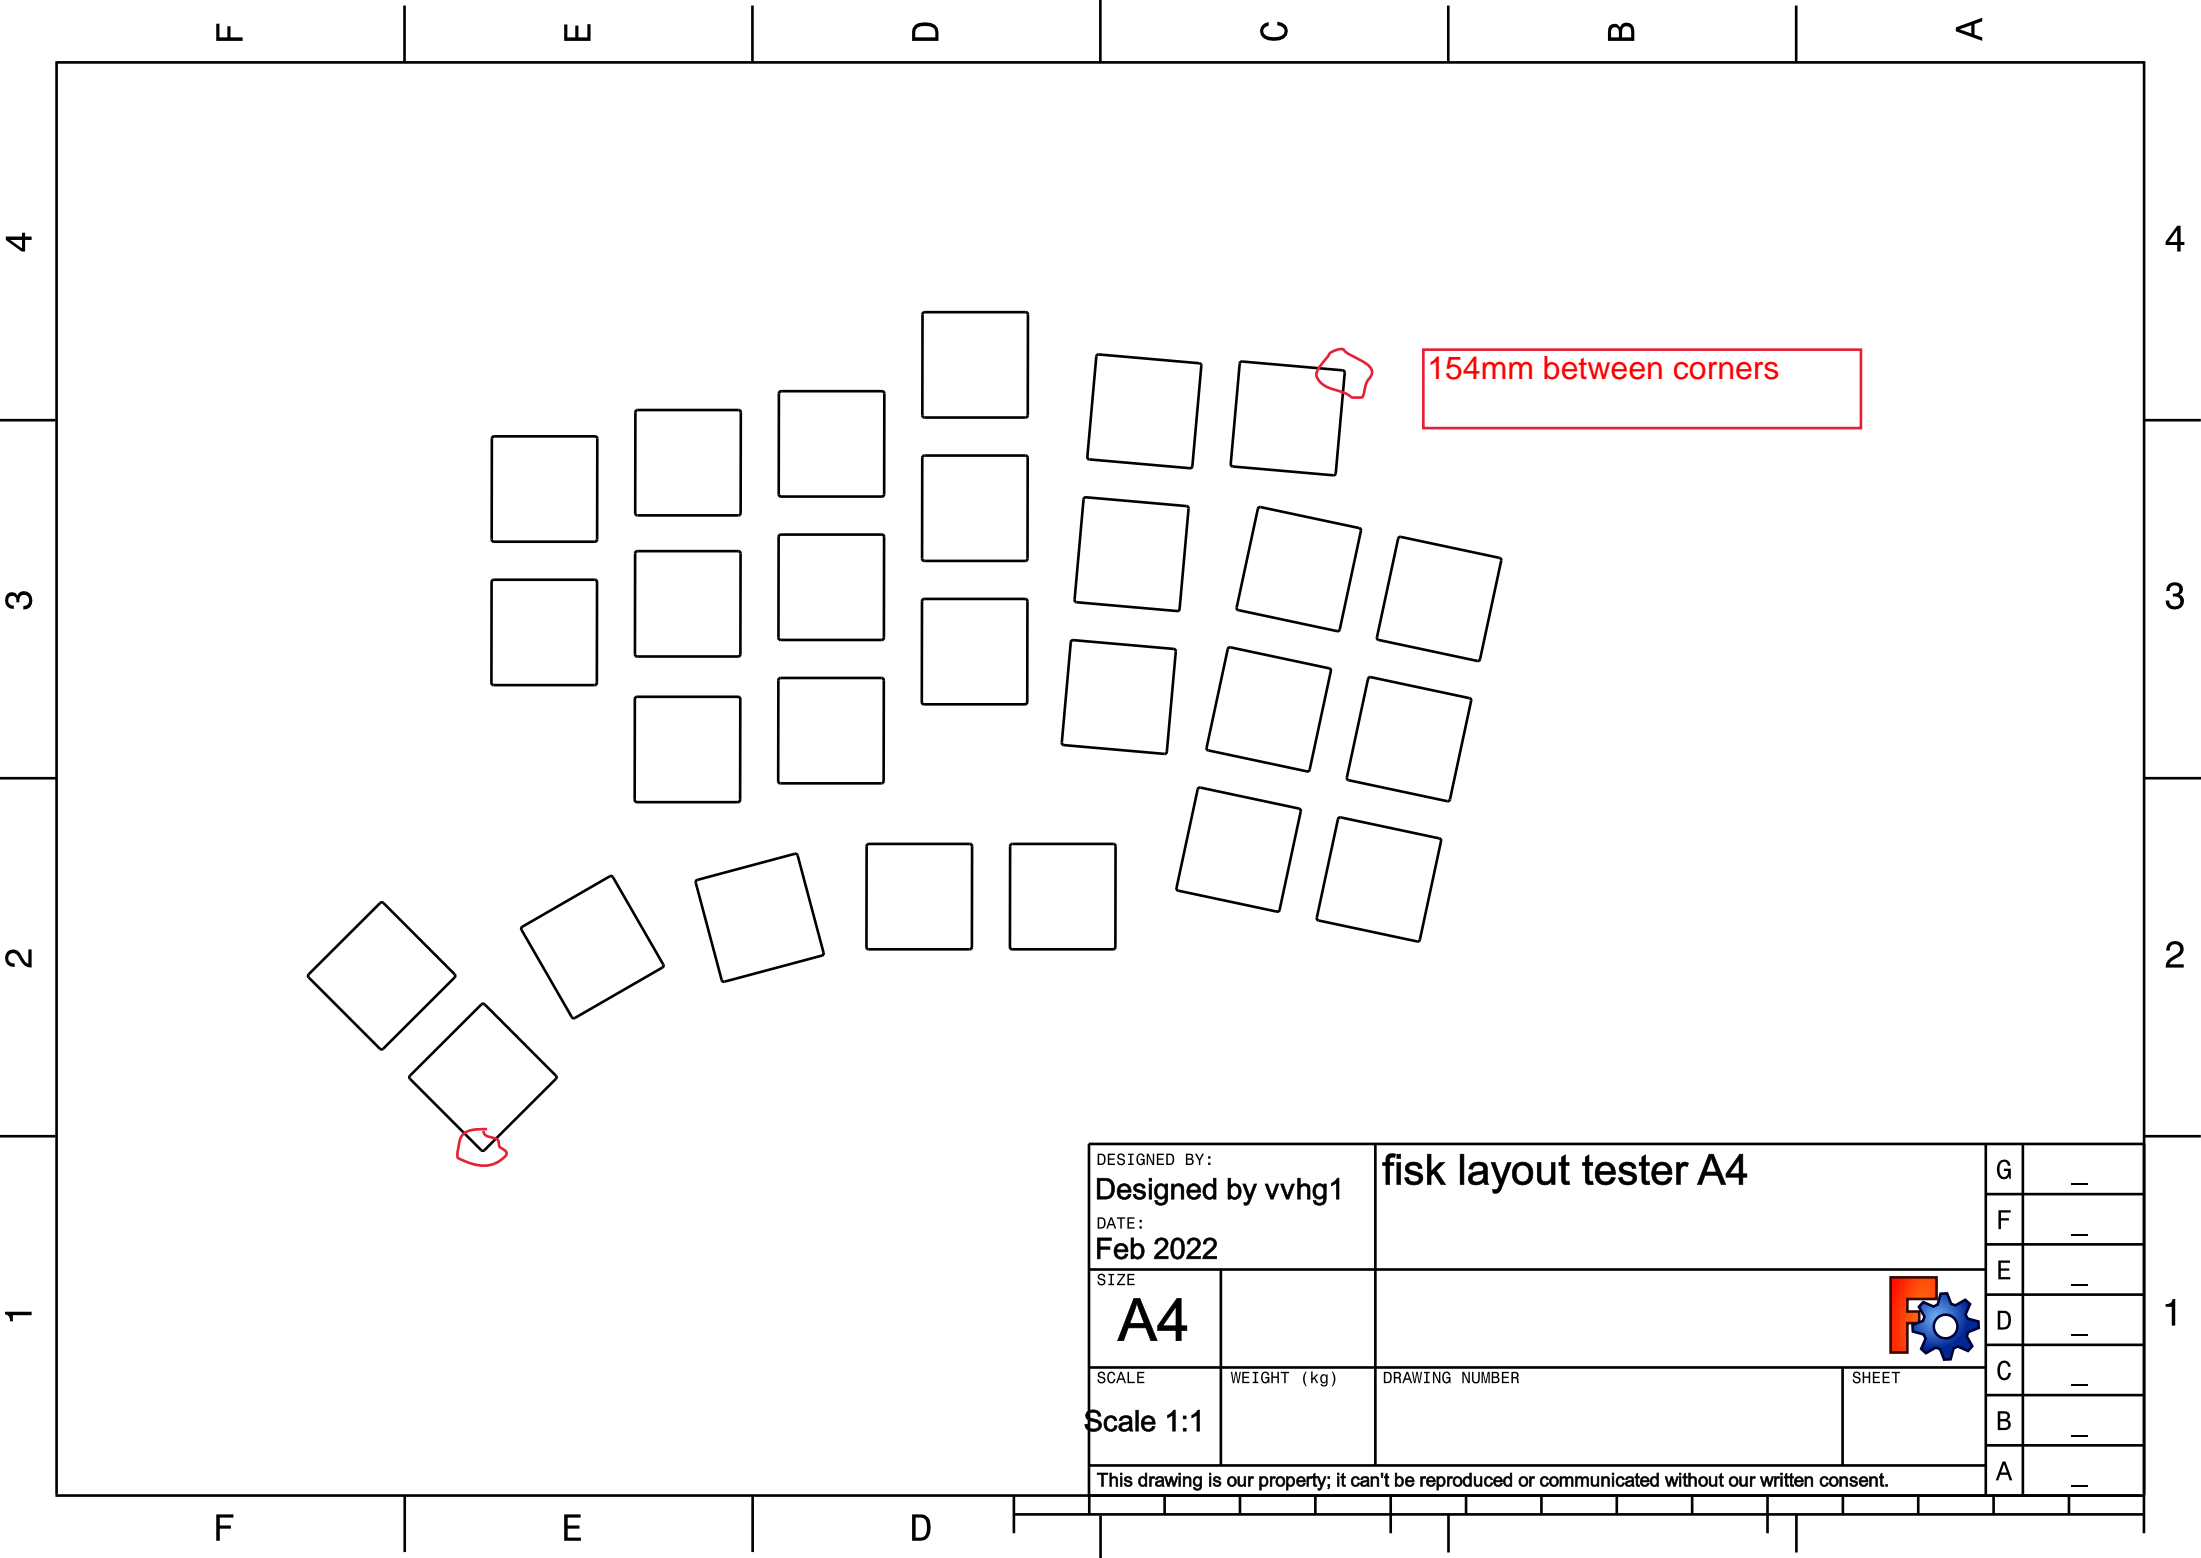 F E D C B A
4 4
154mm between corners
3 3
2 2
DESIGNED BY:
Designed by vvhg1
fisk layout tester A4
G _
DATE:
Feb 2022
F _
SIZE
A4
E _
D _
1 1
SCALE
WEIGHT (kg)
DRAWING NUMBER
SHEET
C _
Scale 1:1
B _
This drawing is our property; it can't be reproduced or communicated without our written consent.
A _
F E D